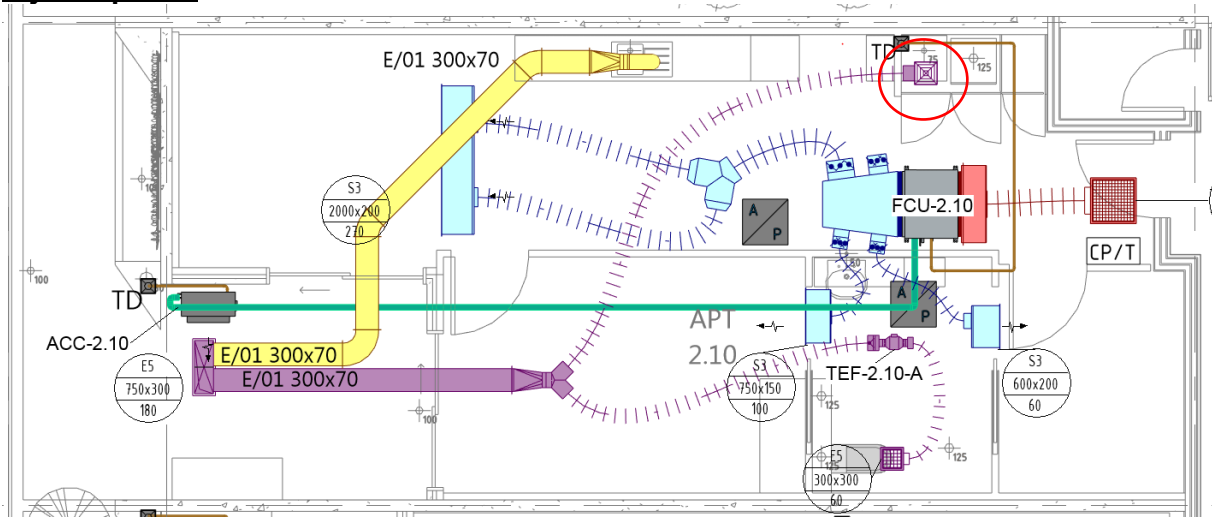 E/01 300x70
TD
75
125
S3
2000x200
270
A
P
FCU-2.10
CP/T
100
TD
ACC-2.10
E5
750x300
180
E/01 300x70
E/01 300x70
APT
2.10
A
P
S3
750x150
100
TEF-2.10-A
S3
600x200
60
100
125
125
E5
300x300
60